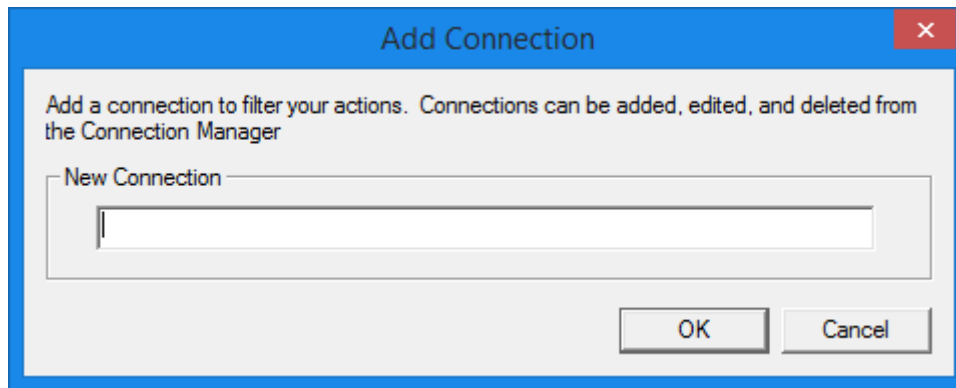 Add Connection
Add a connection to filter your actions.  Connections can be added, edited, and deleted from
the Connection Manager
New Connection
OK
Cancel